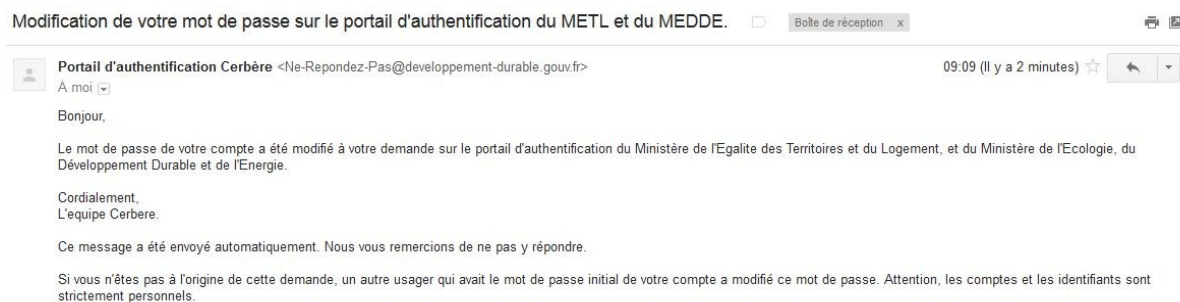 Modification de votre mot de passe sur le portail d'authentification du METL et du MEDDE. Boîte de réception x
Portail d'authentification Cerbère <Ne-Repondez-Pas@developpement-durable.gouv.fr> 09:09 (Il y a 2 minutes)
À moi
Bonjour,
Le mot de passe de votre compte a été modifié à votre demande sur le portail d'authentification du Ministère de l'Egalite des Territoires et du Logement, et du Ministère de l'Ecologie, du
Développement Durable et de l'Energie.
Cordialement,
L'equipe Cerbere.
Ce message a été envoyé automatiquement. Nous vous remercions de ne pas y répondre.
Si vous n'êtes pas à l'origine de cette demande, un autre usager qui avait le mot de passe initial de votre compte a modifié ce mot de passe. Attention, les comptes et les identifiants sont
strictement personnels.